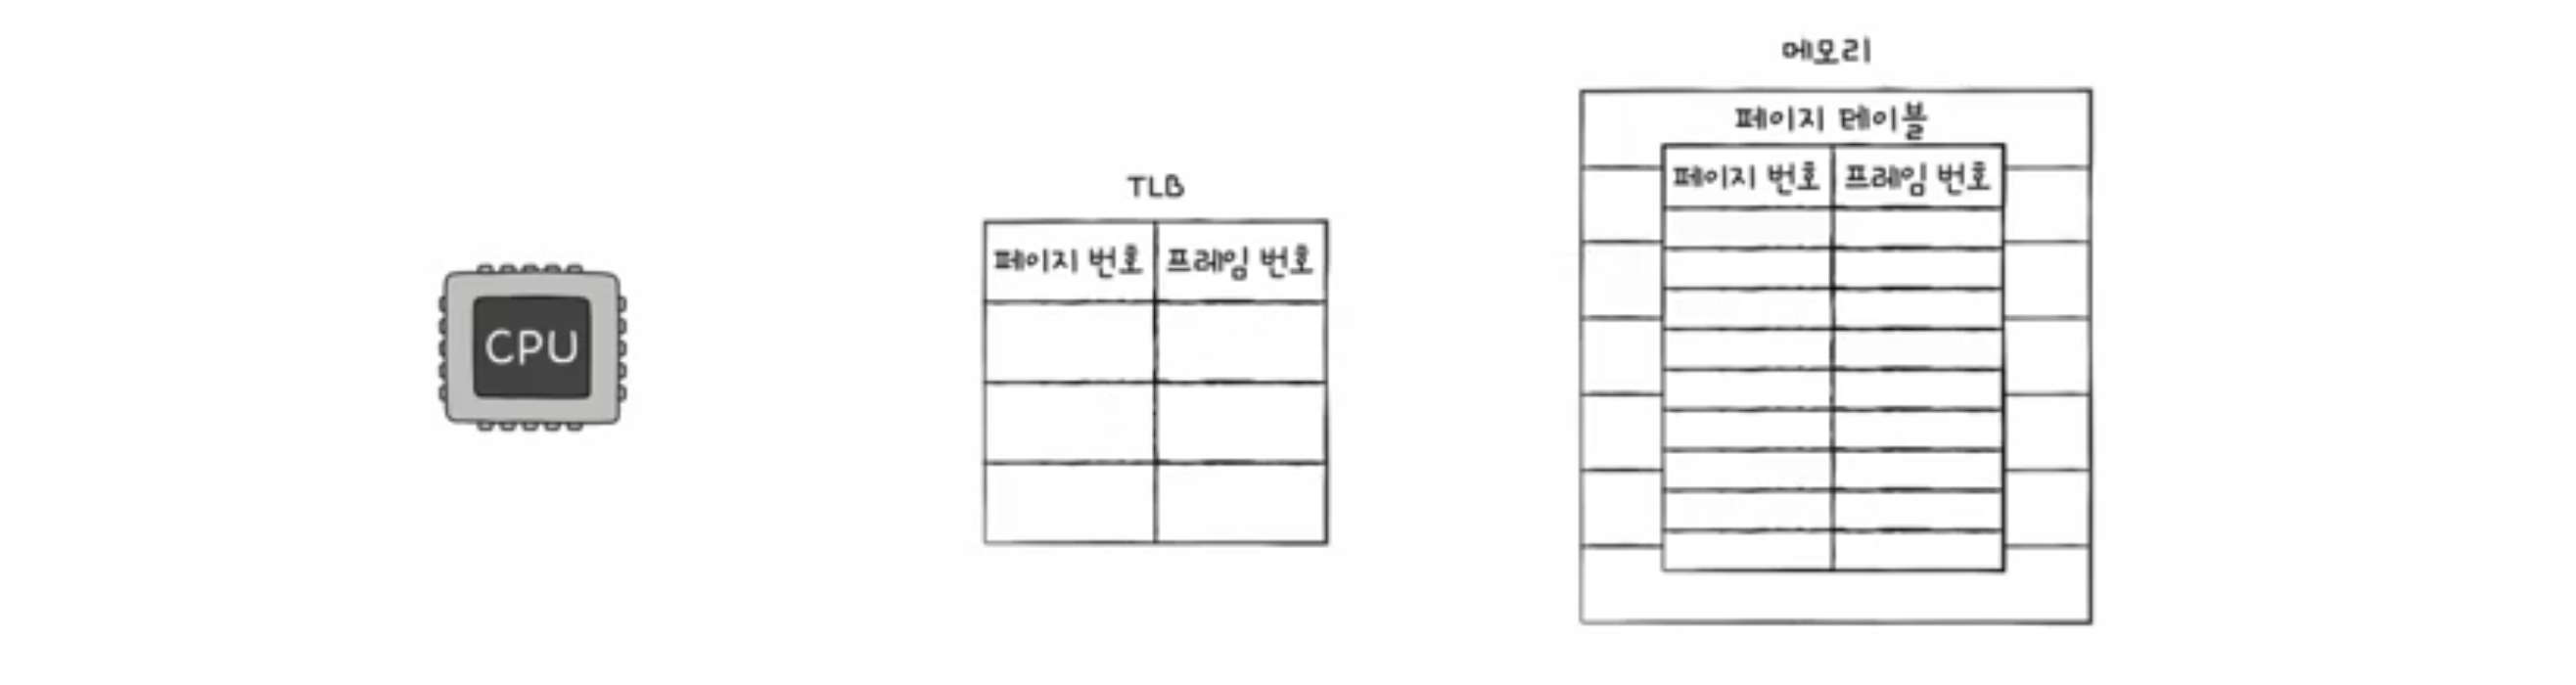 CPU
TLB
페이지 번호 프레임 번호
메모리
페이지 테이블
페이지 번호 프레임 번호